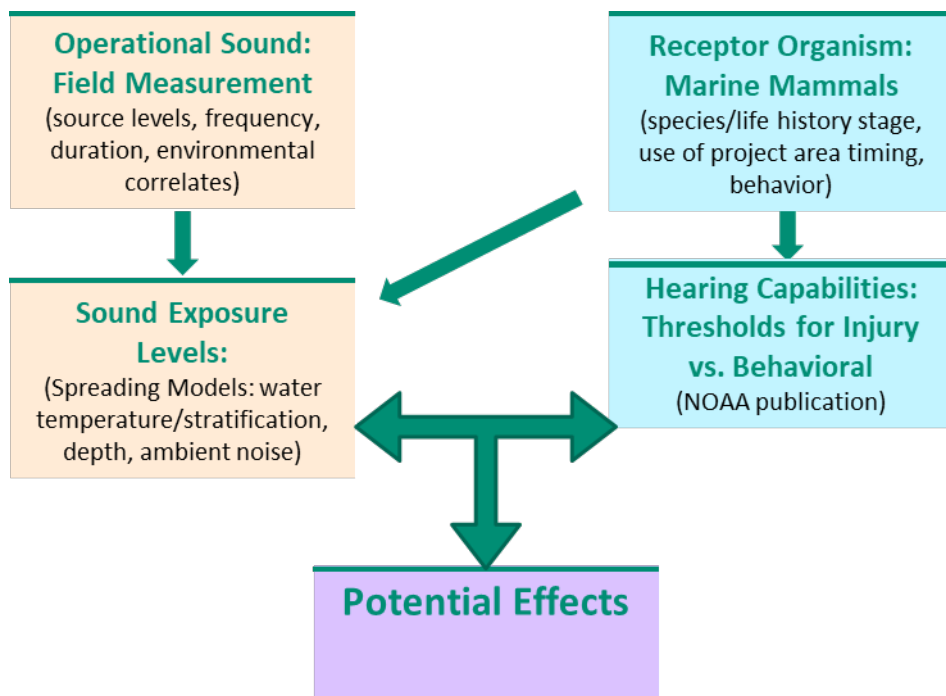 Operational Sound:
Field Measurement
(source levels, frequency,
duration, environmental
correlates)
Receptor Organism:
Marine Mammals
(species/life history stage,
use of project area timing,
behavior)
Sound Exposure
Levels:
(Spreading Models: water
temperature/stratification,
depth, ambient noise)
Hearing Capabilities:
Thresholds for Injury
vs. Behavioral
(NOAA publication)
Potential Effects